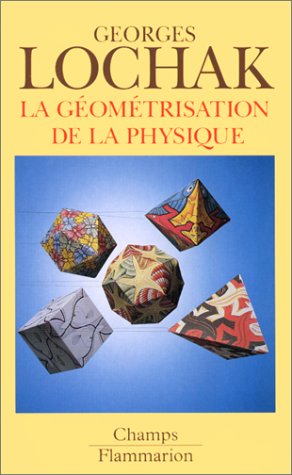 GEORGES
LOCHAK
LA GÉOMÉTRISATION
DE LA PHYSIQUE
Champs
Flammarion